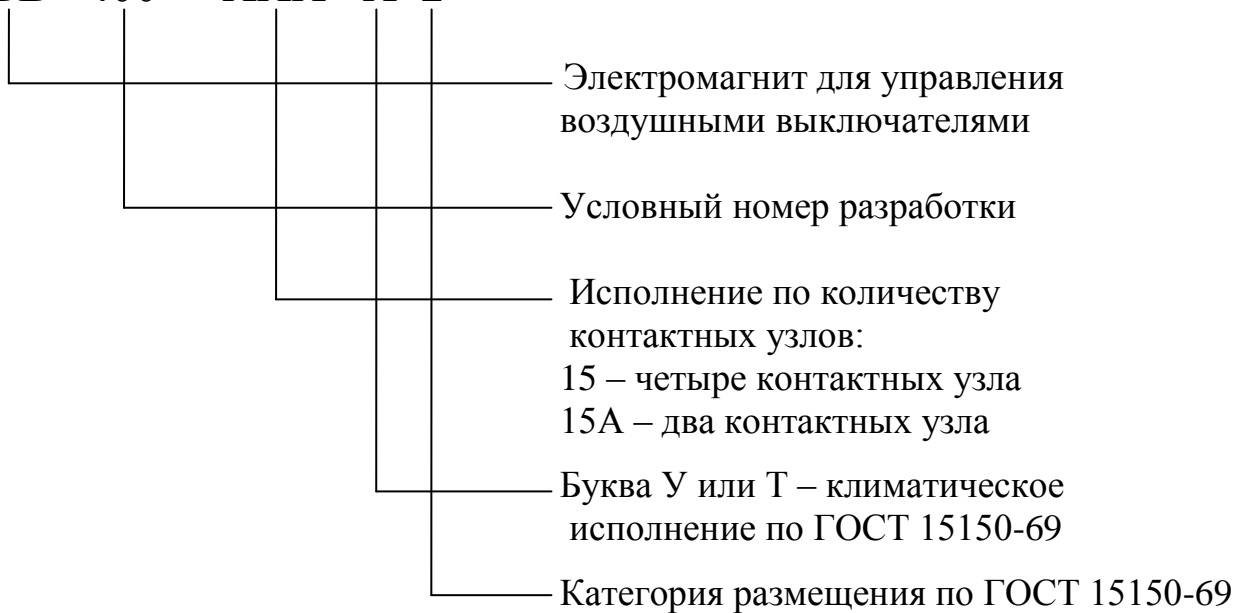 Электромагнит для управления
воздушными выключателями
Условный номер разработки
Исполнение по количеству
контактных узлов:
15 – четыре контактных узла
15А – два контактных узла
Буква У или Т – климатическое
исполнение по ГОСТ 15150-69
Категория размещения по ГОСТ 15150-69